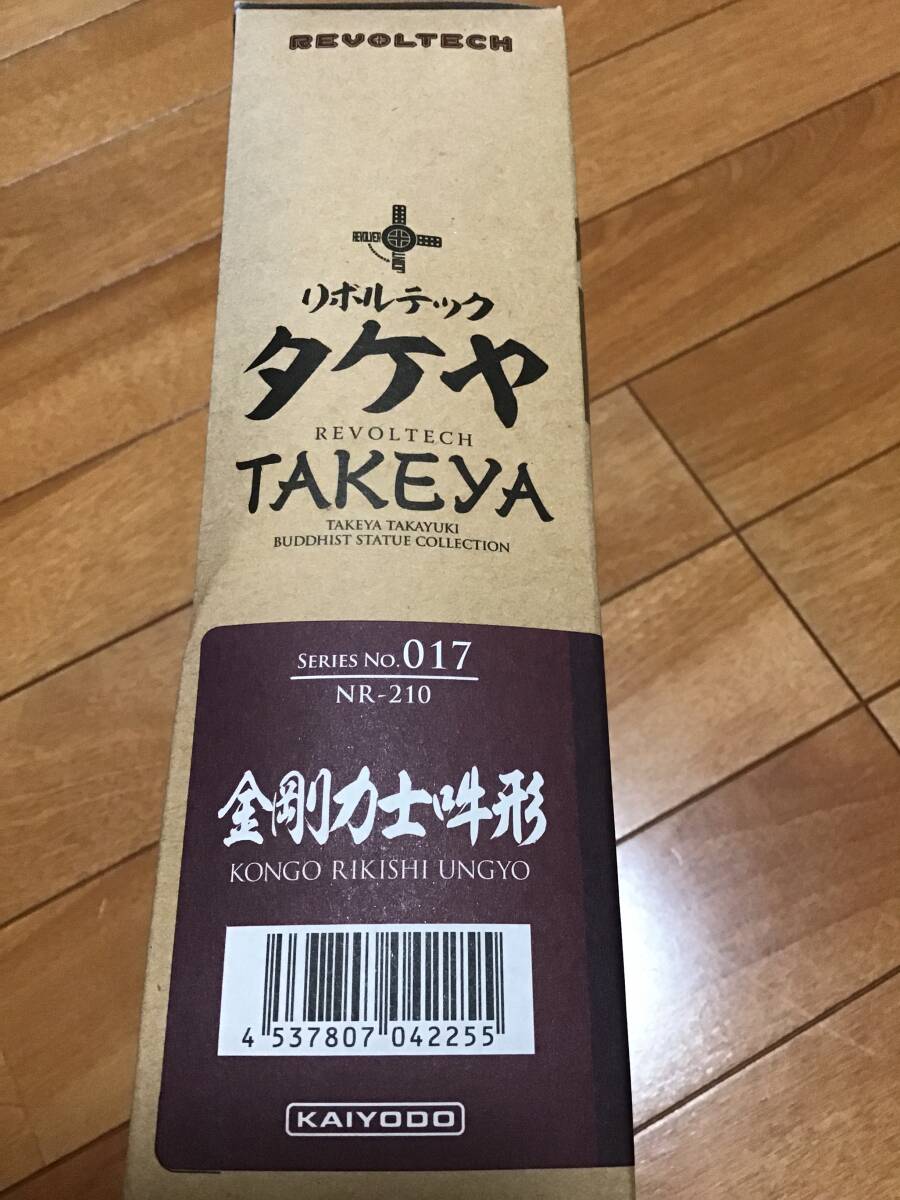 REVOLTECH
REVOLVER
リボルテック
タケヤ
REVOLTECH
TAKEYA
TAKEYA TAKAYUKI
BUDDHIST STATUE COLLECTION
SERIES NO.017
NR-210
金剛力士吽形
KONGO RIKISHI UNGYO
4 537807 042255
KAIYODO